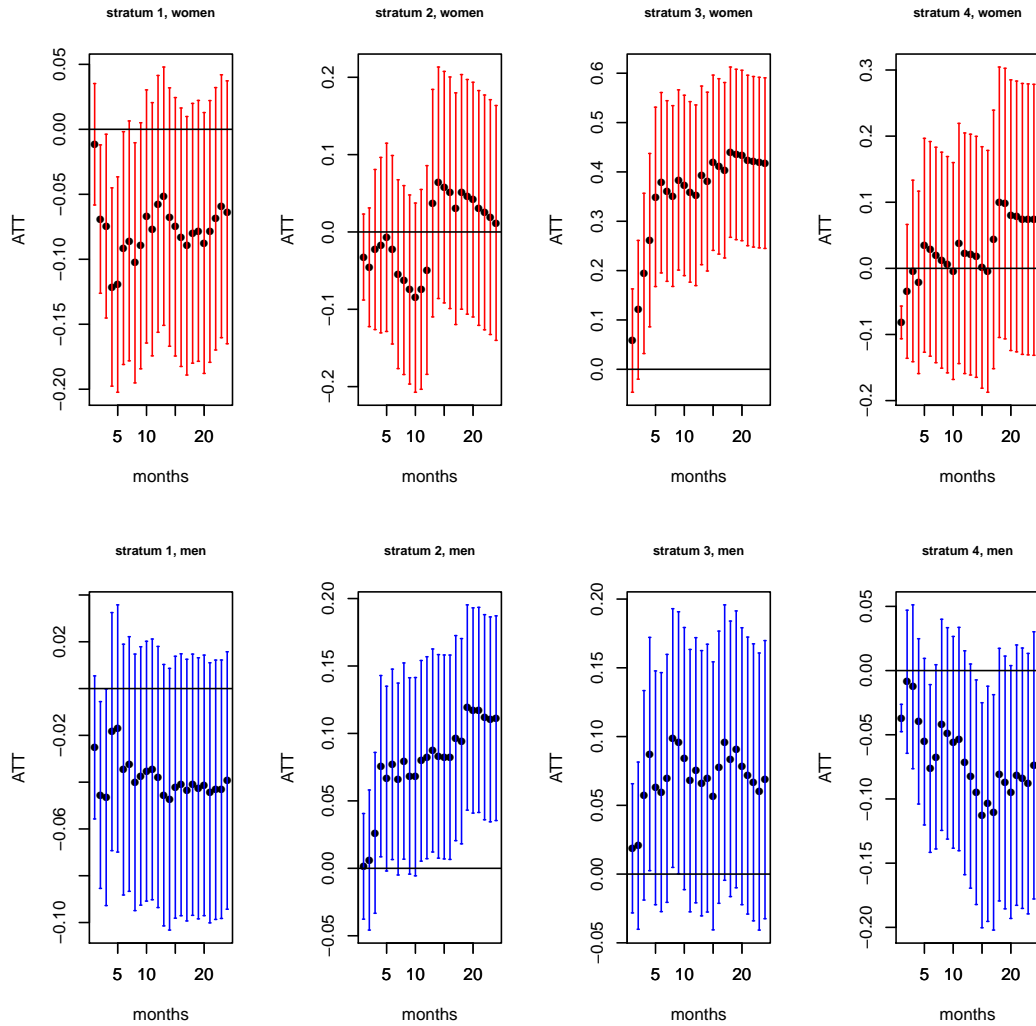 stratum 1, women
ATT
0.05
0.00
−0.05
−0.10
−0.15
−0.20
5 10 20
months
stratum 2, women
ATT
0.2
0.1
0.0
−0.1
−0.2
5 10 20
months
stratum 3, women
ATT
0.6
0.5
0.4
0.3
0.2
0.1
0.0
5 10 20
months
stratum 4, women
ATT
0.3
0.2
0.1
0.0
−0.1
−0.2
5 10 20
months
stratum 1, men
ATT
0.02
−0.02
−0.06
−0.10
5 10 20
months
stratum 2, men
ATT
0.20
0.15
0.10
0.05
0.00
−0.05
5 10 20
months
stratum 3, men
ATT
0.20
0.15
0.10
0.05
0.00
−0.05
5 10 20
months
stratum 4, men
ATT
0.05
0.00
−0.05
−0.10
−0.15
−0.20
5 10 20
months